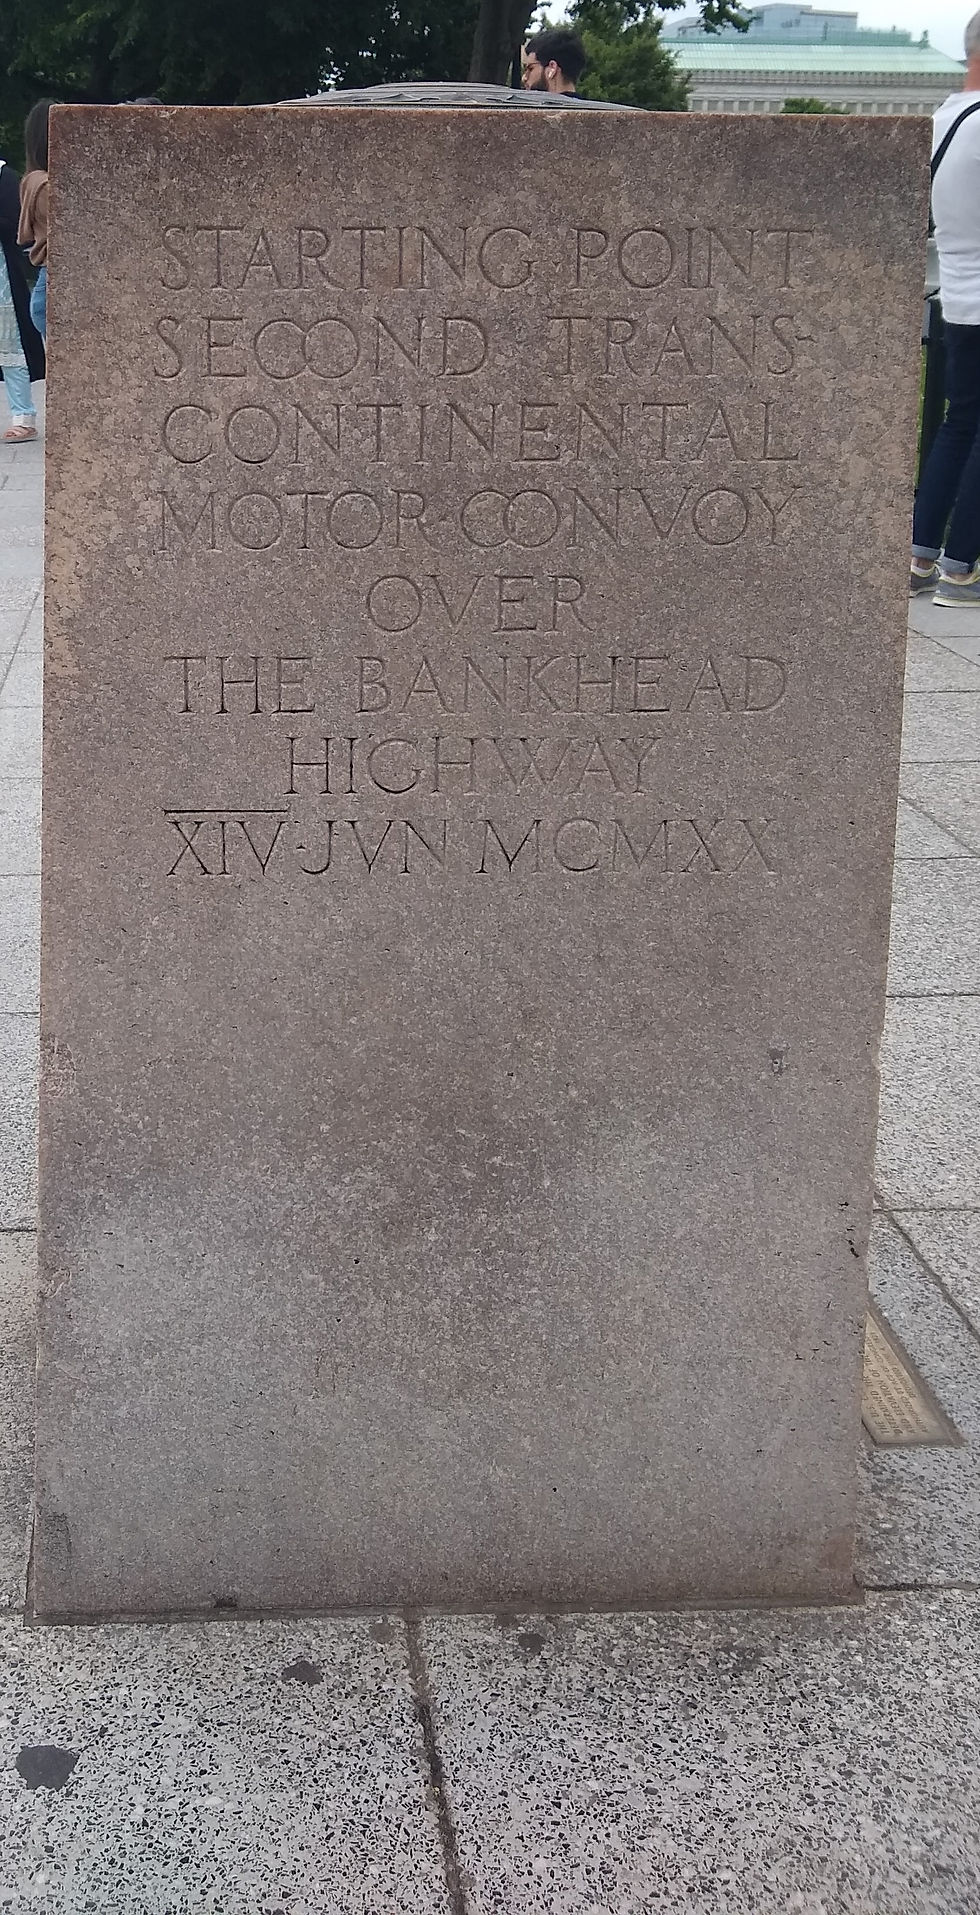 STARTING·POINT
SECOND TRANS-
CONTINENTAL
MOTOR·CONVOY
OVER
THE BANKHEAD
HIGHWAY
XIV·JVN MCMXX